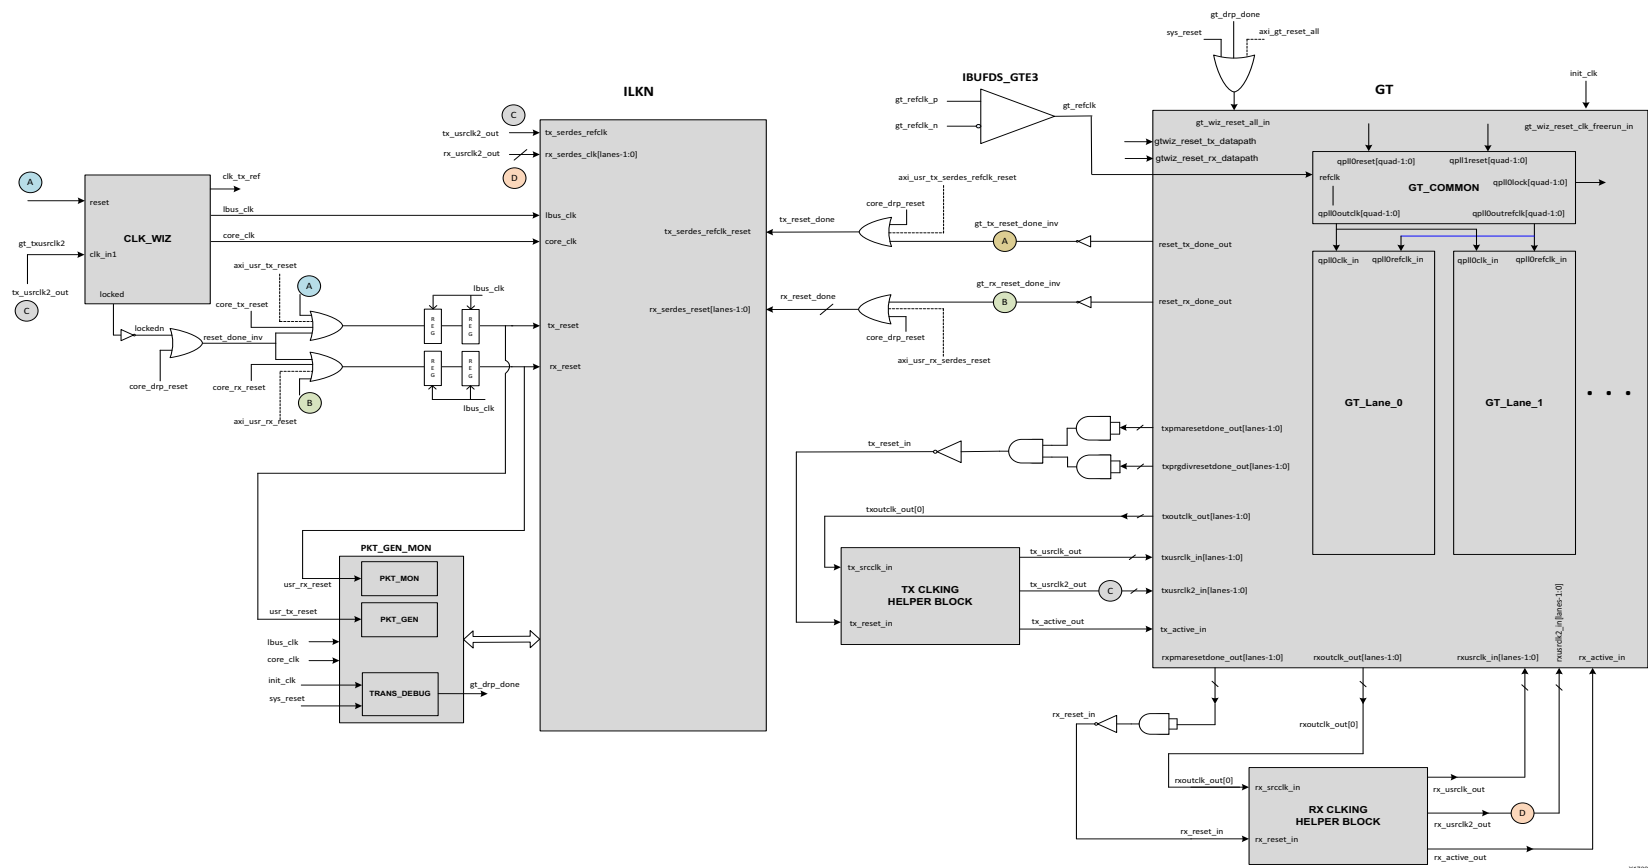 gt_drp_done
sys_reset
axi_gt_reset_all
IBUFDS_GTE3
init_clk
ILKN
GT
gt_refclk_p
gt_refclk
gt_refclk_n
C
tx_usrclk2_out
tx_serdes_refclk
rx_usrclk2_out
rx_serdes_clk[lanes-1:0]
D
gt_wiz_reset_all_in
gt_wiz_reset_clk_freerun_in
gtwiz_reset_tx_datapath
gtwiz_reset_rx_datapath
qpll0reset[quad-1:0]
qpll1reset[quad-1:0]
refclk
GT_COMMON
qpll0lock[quad-1:0]
qpll0outclk[quad-1:0]
qpll0outrefclk[quad-1:0]
A
clk_tx_ref
reset
lbus_clk
lbus_clk
CLK_WIZ
core_clk
core_clk
gt_txusrclk2
clk_in1
tx_usrclk2_out
C
locked
axi_usr_tx_serdes_refclk_reset
core_drp_reset
tx_reset_done
gt_tx_reset_done_inv
tx_serdes_refclk_reset
A
reset_tx_done_out
qpll0clk_in
qpll0refclk_in
qpll0clk_in
qpll0refclk_in
axi_usr_tx_reset
A
lbus_clk
core_tx_reset
gt_rx_reset_done_inv
rx_reset_done
B
reset_rx_done_out
rx_serdes_reset[lanes-1:0]
R
E
G
R
E
G
tx_reset
lockedn
reset_done_inv
core_drp_reset
core_drp_reset
axi_usr_rx_serdes_reset
R
E
G
R
E
G
rx_reset
core_rx_reset
B
lbus_clk
axi_usr_rx_reset
GT_Lane_0
GT_Lane_1
txpmaresetdone_out[lanes-1:0]
tx_reset_in
txprgdivresetdone_out[lanes-1:0]
txoutclk_out[0]
txoutclk_out[lanes-1:0]
PKT_GEN_MON
PKT_MON
usr_rx_reset
usr_tx_reset
PKT_GEN
lbus_clk
core_clk
init_clk
TRANS_DEBUG
gt_drp_done
sys_reset
tx_usrclk_out
txusrclk_in[lanes-1:0]
tx_srcclk_in
TX CLKING
HELPER BLOCK
tx_usrclk2_out
C
txusrclk2_in[lanes-1:0]
tx_reset_in
tx_active_out
tx_active_in
rxusrclk2_in[lanes-1:0]
rxpmaresetdone_out[lanes-1:0]
rxoutclk_out[lanes-1:0]
rxusrclk_in[lanes-1:0]
rx_active_in
rx_reset_in
rxoutclk_out[0]
rxoutclk_out[0]
rx_srcclk_in
rx_usrclk_out
RX CLKING
HELPER BLOCK
D
rx_usrclk2_out
rx_reset_in
rx_reset_in
rx_active_out